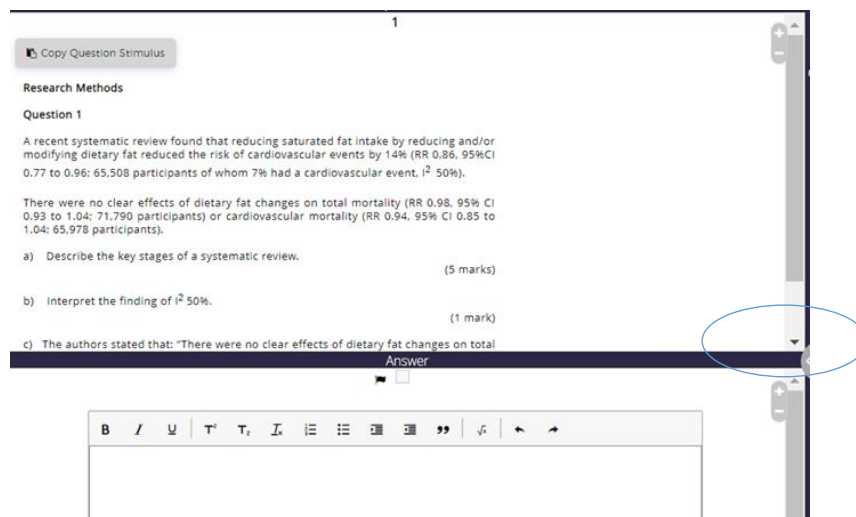 1
Copy Question Stimulus
Research Methods
Question 1
A recent systematic review found that reducing saturated fat intake by reducing and/or
modifying dietary fat reduced the risk of cardiovascular events by 14% (RR 0.86, 95%CI
0.77 to 0.96; 65,508 participants of whom 7% had a cardiovascular event, I² 50%).
There were no clear effects of dietary fat changes on total mortality (RR 0.98, 95% CI
0.93 to 1.04; 71,790 participants) or cardiovascular mortality (RR 0.94, 95% CI 0.85 to
1.04; 65,978 participants).
a) Describe the key stages of a systematic review.
(5 marks)
b) Interpret the finding of I² 50%.
(1 mark)
c) The authors stated that: "There were no clear effects of dietary fat changes on total
Answer
B I U